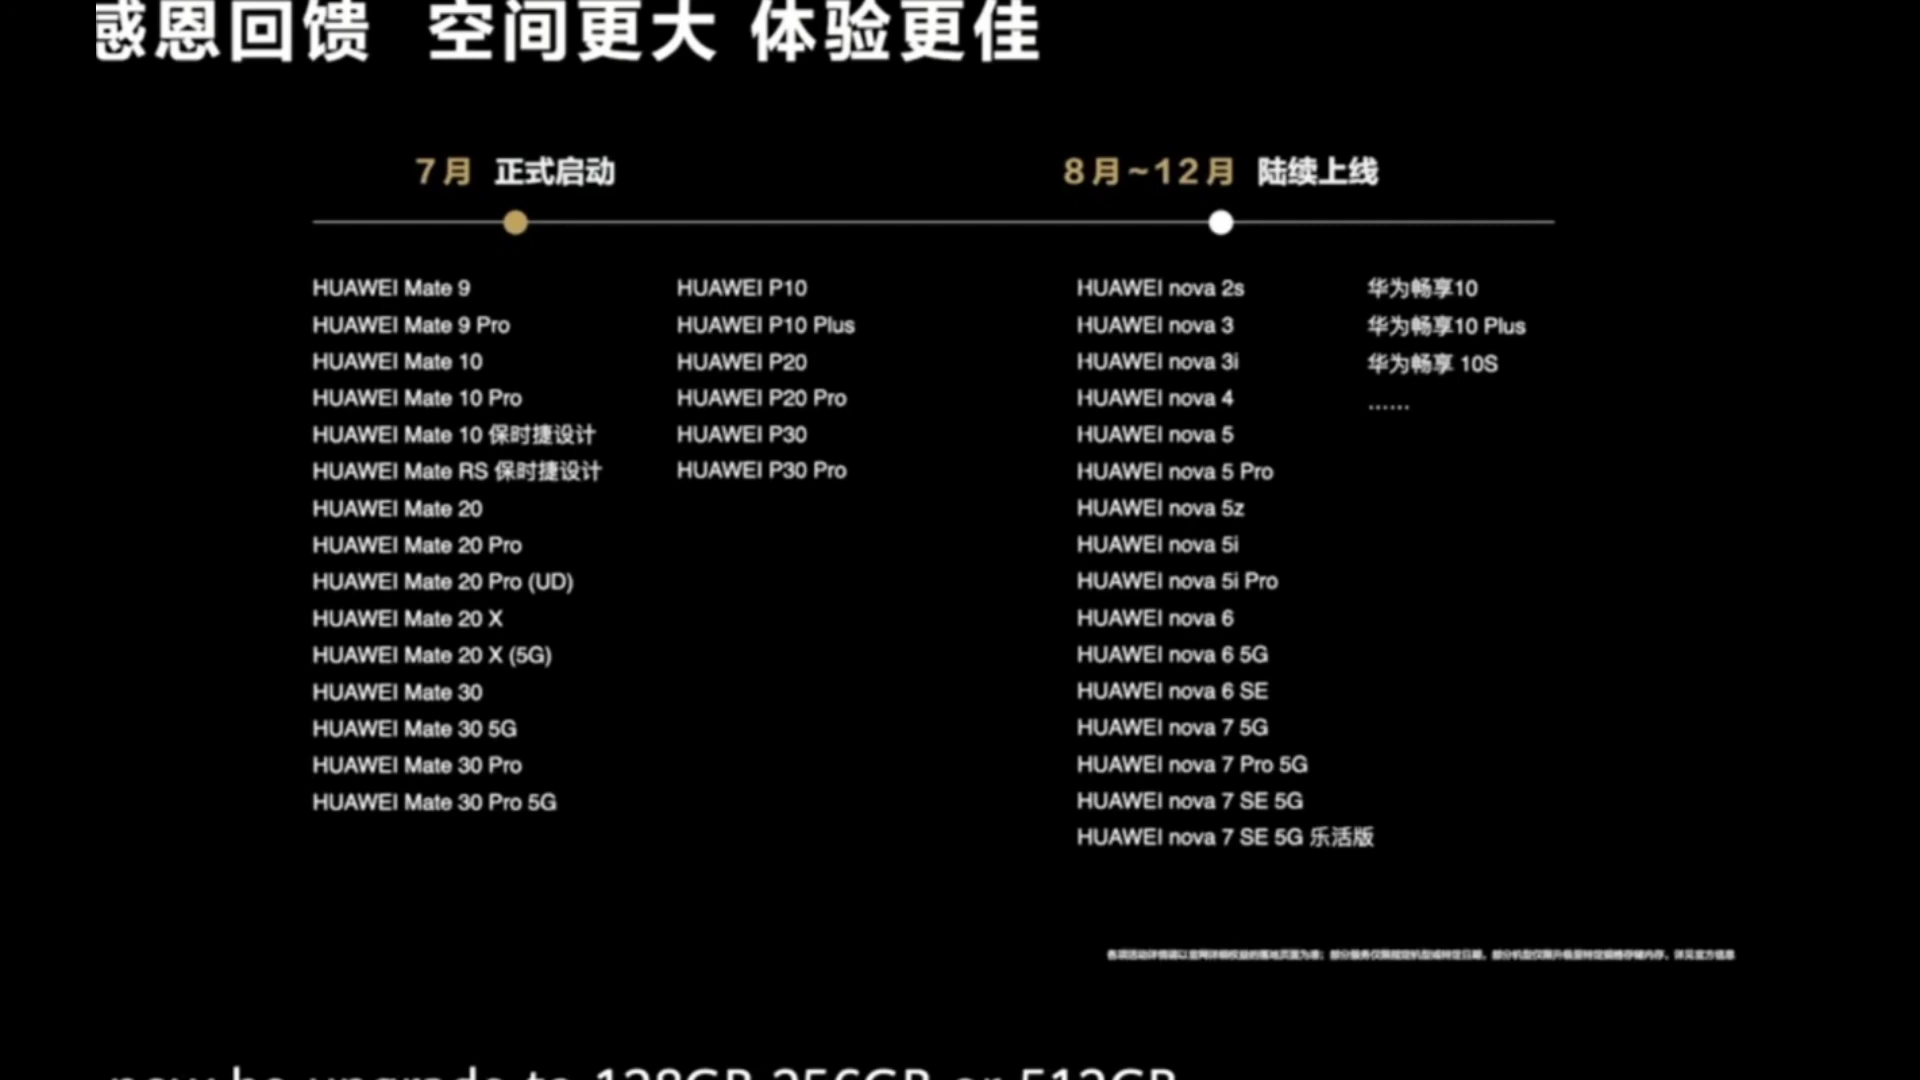 感恩回馈 空间更大 体验更佳
7月 正式启动
HUAWEI Mate 9
HUAWEI Mate 9 Pro
HUAWEI Mate 10
HUAWEI Mate 10 Pro
HUAWEI Mate 10 保时捷设计
HUAWEI Mate RS 保时捷设计
HUAWEI Mate 20
HUAWEI Mate 20 Pro
HUAWEI Mate 20 Pro (UD)
HUAWEI Mate 20 X
HUAWEI Mate 20 X (5G)
HUAWEI Mate 30
HUAWEI Mate 30 5G
HUAWEI Mate 30 Pro
HUAWEI Mate 30 Pro 5G
HUAWEI P10
HUAWEI P10 Plus
HUAWEI P20
HUAWEI P20 Pro
HUAWEI P30
HUAWEI P30 Pro
8月~12月 陆续上线
HUAWEI nova 2s
HUAWEI nova 3
HUAWEI nova 3i
HUAWEI nova 4
HUAWEI nova 5
HUAWEI nova 5 Pro
HUAWEI nova 5z
HUAWEI nova 5i
HUAWEI nova 5i Pro
HUAWEI nova 6
HUAWEI nova 6 5G
HUAWEI nova 6 SE
HUAWEI nova 7 5G
HUAWEI nova 7 Pro 5G
HUAWEI nova 7 SE 5G
HUAWEI nova 7 SE 5G 乐活版
华为畅享10
华为畅享10 Plus
华为畅享 10S
......
now be upgrade to 128GB 256GB or 512GB